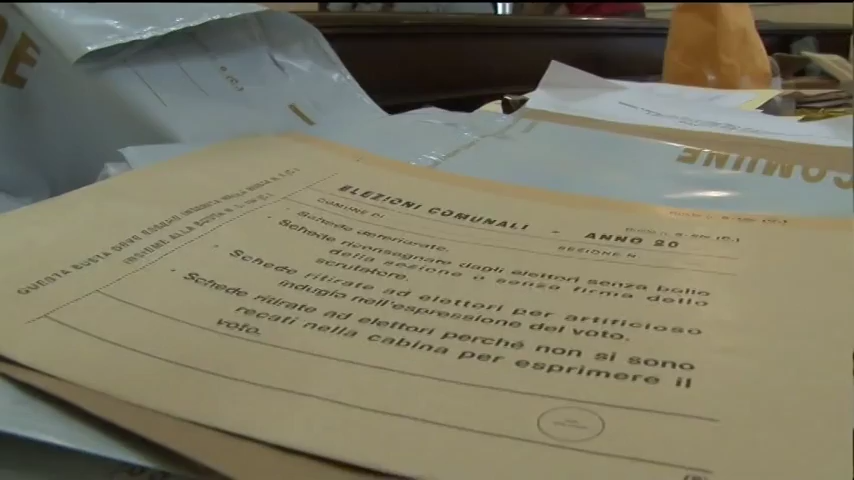 COMUNE
QUESTA BUSTA DEVE ESSERE INSERITA NELLA BUSTA N.
INSIEME ALLA BUSTA N.
ELEZIONI COMUNALI - ANNO 20
COMUNE DI
SEZIONE N.
• Schede deteriorate.
• Schede riconsegnate dagli elettori senza bollo
della sezione o senza firma dello
scrutatore.
• Schede ritirate ad elettori per artificioso
indugio nell'espressione del voto.
• Schede ritirate ad elettori perché non si sono
recati nella cabina per esprimere il
voto.